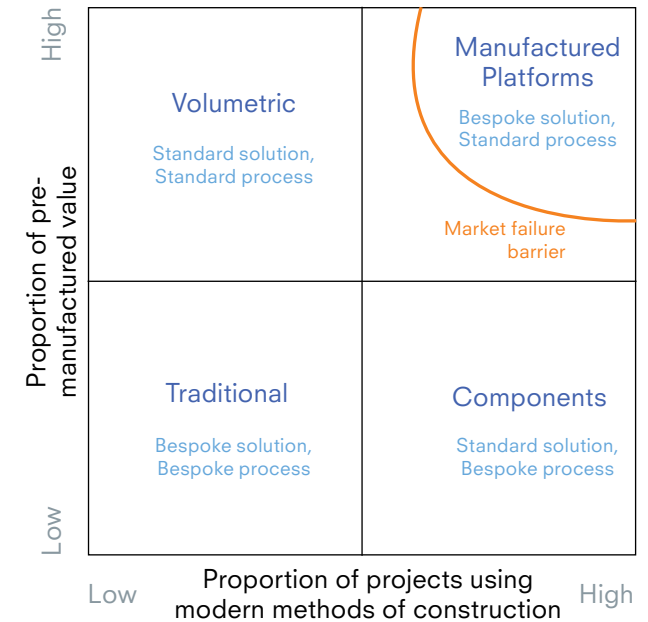 High
Manufactured
Platforms
Volumetric
Bespoke solution,
Standard process
Standard solution,
Standard process
Proportion of pre-
manufactured value
Market failure
barrier
Traditional
Components
Bespoke solution,
Bespoke process
Standard solution,
Bespoke process
Low
Low
Proportion of projects using
modern methods of construction
High